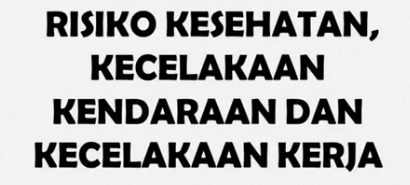 RISIKO KESEHATAN,
KECELAKAAN
KENDARAAN DAN
KECELAKAAN KERJA